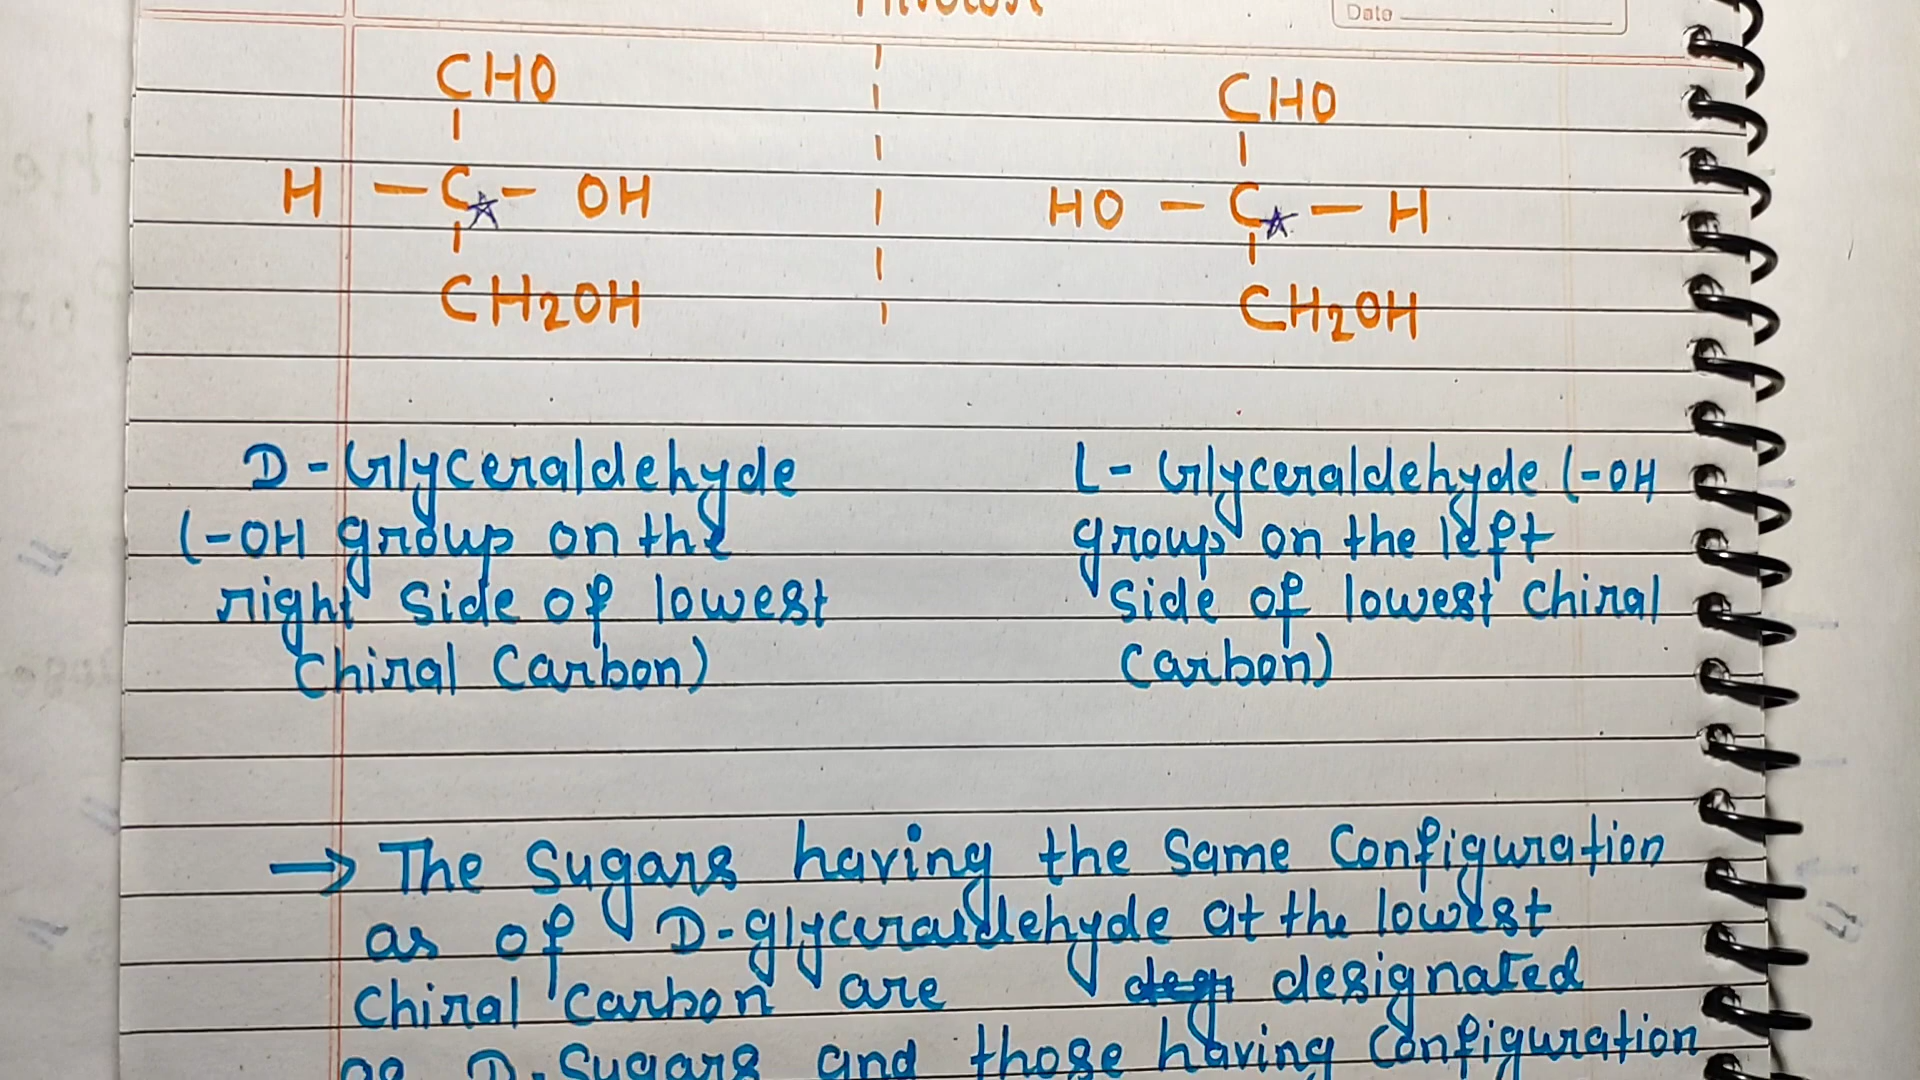 Date
CHO
H - C - OH
CH2OH
CHO
HO - C - H
CH2OH
D - Glyceraldehyde
(-OH group on the
right side of lowest
Chiral Carbon)
L - Glyceraldehyde (-OH
group on the left
side of lowest chiral
carbon)
→ The sugars having the same Configuration
as of D-glyceraldehyde at the lowest
Chiral carbon are designated
as D-Sugars and those having Configuration